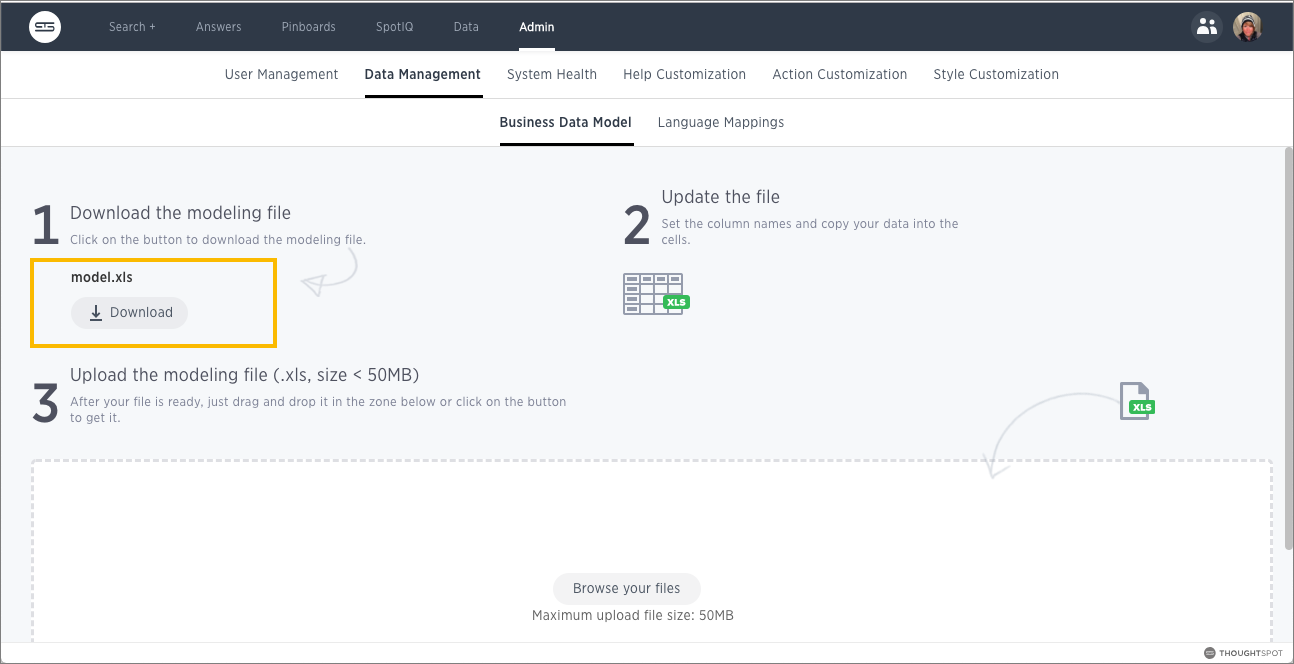 Search +
Answers
Pinboards
SpotIQ
Data
Admin
User Management
Data Management
System Health
Help Customization
Action Customization
Style Customization
Business Data Model
Language Mappings
1
Download the modeling file
Click on the button to download the modeling file.
model.xls
Download
2
Update the file
Set the column names and copy your data into the
cells.
XLS
3
Upload the modeling file (.xls, size < 50MB)
After your file is ready, just drag and drop it in the zone below or click on the button
to get it.
XLS
Browse your files
Maximum upload file size: 50MB
THOUGHTSPOT